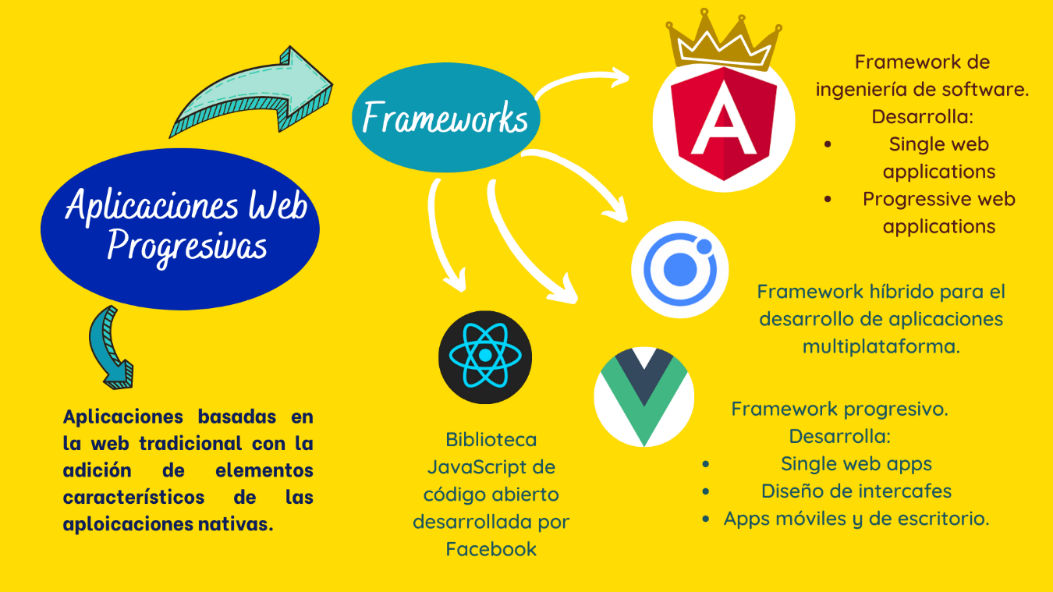 Aplicaciones Web
Progresivas
Aplicaciones basadas en
la web tradicional con la
adición de elementos
característicos de las
aploicaciones nativas.
Frameworks
A
Framework de
ingeniería de software.
Desarrolla:
• Single web
applications
• Progressive web
applications
Framework híbrido para el
desarrollo de aplicaciones
multiplataforma.
Framework progresivo.
Desarrolla:
• Single web apps
• Diseño de intercafes
• Apps móviles y de escritorio.
Biblioteca
JavaScript de
código abierto
desarrollada por
Facebook